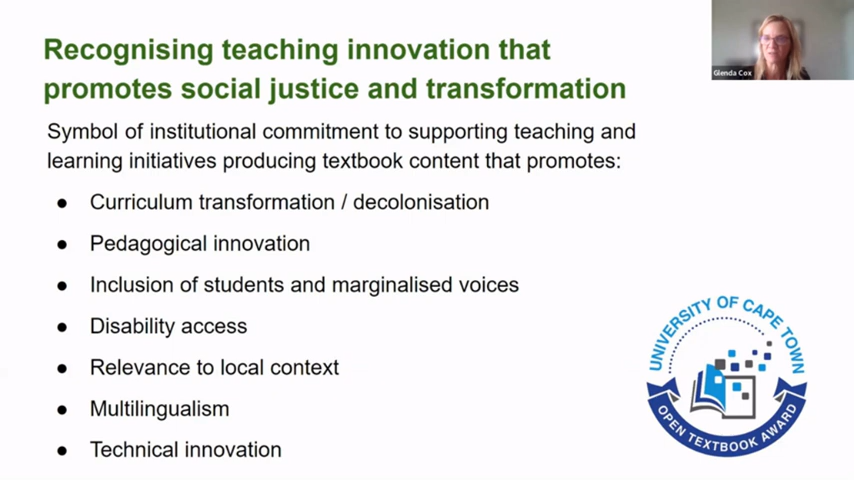 Recognising teaching innovation that
promotes social justice and transformation
Glenda Cox
Symbol of institutional commitment to supporting teaching and
learning initiatives producing textbook content that promotes:
● Curriculum transformation / decolonisation
● Pedagogical innovation
● Inclusion of students and marginalised voices
● Disability access
● Relevance to local context
● Multilingualism
● Technical innovation
UNIVERSITY OF CAPE TOWN
OPEN TEXTBOOK AWARD